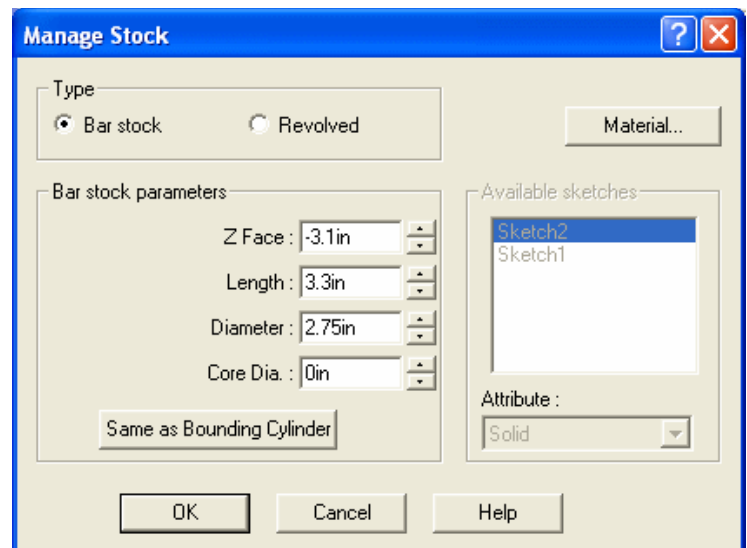 Manage Stock
?
Type
Bar stock
Revolved
Material...
Bar stock parameters
Z Face : -3.1in
Length : 3.3in
Diameter : 2.75in
Core Dia. : 0in
Same as Bounding Cylinder
Available sketches
Sketch2
Sketch1
Attribute :
Solid
OK
Cancel
Help